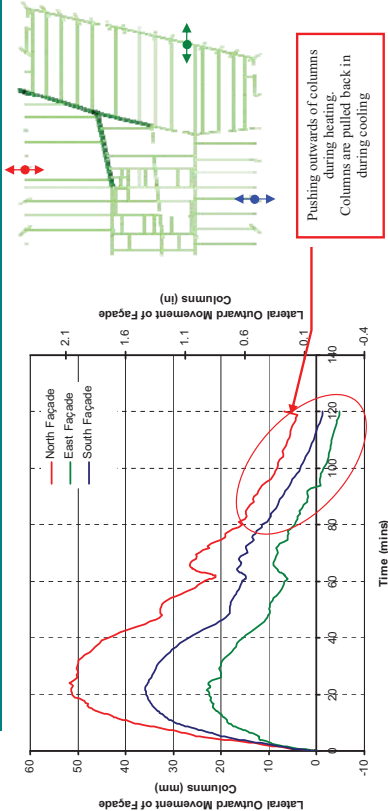 Lateral Outward Movement of Façade
Columns (mm)
60
50
40
30
20
10
0
-10
North Façade
East Façade
South Façade
0
20
40
60
80
100
120
140
Time (mins)
2.1
1.6
1.1
0.6
0.1
-0.4
Lateral Outward Movement of Façade
Columns (in)
Pushing outwards of columns
during heating.
Columns are pulled back in
during cooling